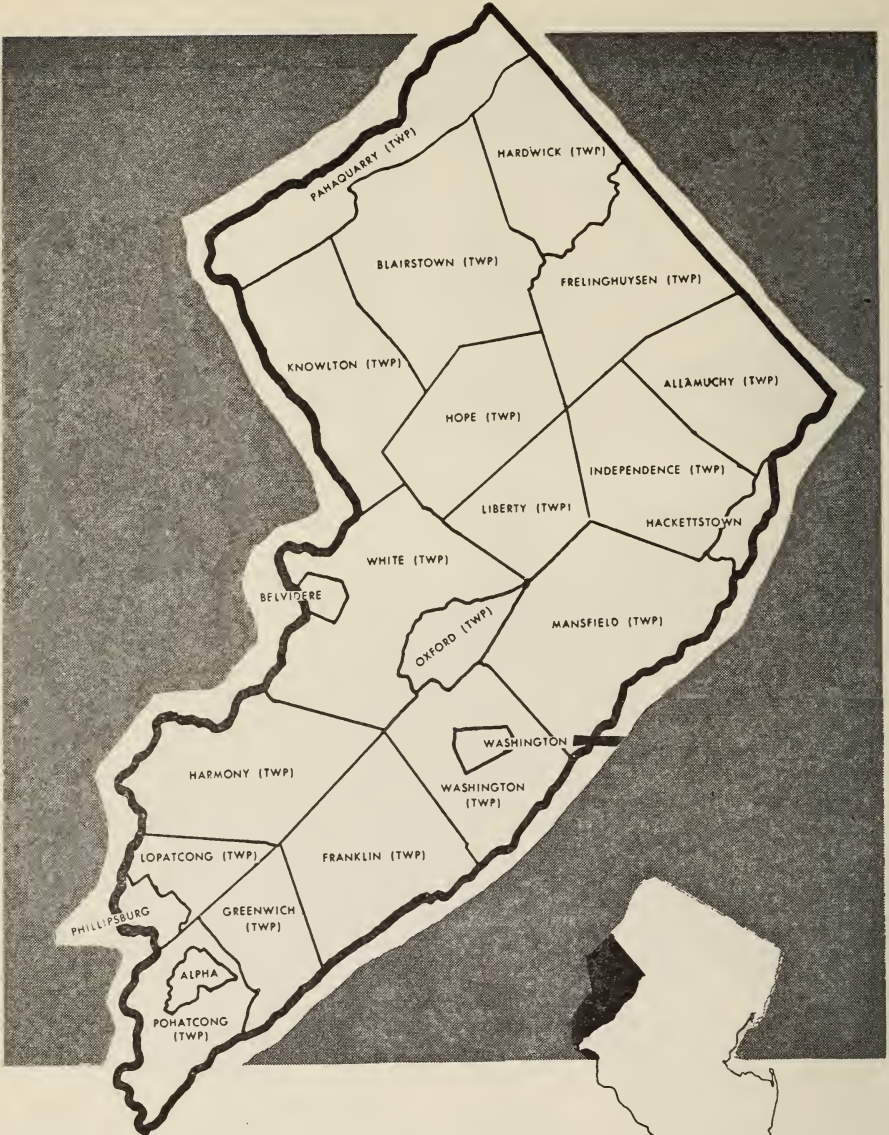 PAHAQUARRY (TWP)
HARDWICK (TWP)
BLAIRSTOWN (TWP)
FRELINGHUYSEN (TWP)
KNOWLTON (TWP)
ALLAMUCHY (TWP)
HOPE (TWP)
INDEPENDENCE (TWP)
LIBERTY (TWP)
HACKETTSTOWN
WHITE (TWP)
BELVIDERE
OXFORD (TWP)
MANSFIELD (TWP)
WASHINGTON
HARMONY (TWP)
WASHINGTON
(TWP)
LOPATCONG (TWP)
FRANKLIN (TWP)
PHILLIPSBURG
GREENWICH
(TWP)
ALPHA
POHATCONG
(TWP)